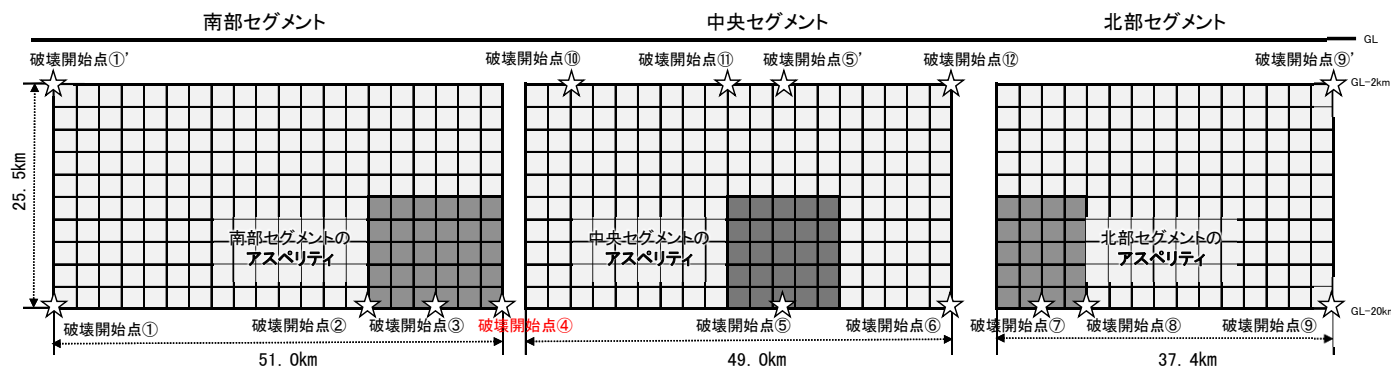 南部セグメント
中央セグメント
北部セグメント
GL
破壊開始点①’
破壊開始点⑩
破壊開始点⑪
破壊開始点⑤’
破壊開始点⑫
破壊開始点⑨’
GL-2km
25. 5km
南部セグメントの
アスペリティ
中央セグメントの
アスペリティ
北部セグメントの
アスペリティ
破壊開始点①
破壊開始点②
破壊開始点③
破壊開始点④
破壊開始点⑤
破壊開始点⑥
破壊開始点⑦
破壊開始点⑧
破壊開始点⑨
GL-20km
51. 0km
49. 0km
37. 4km